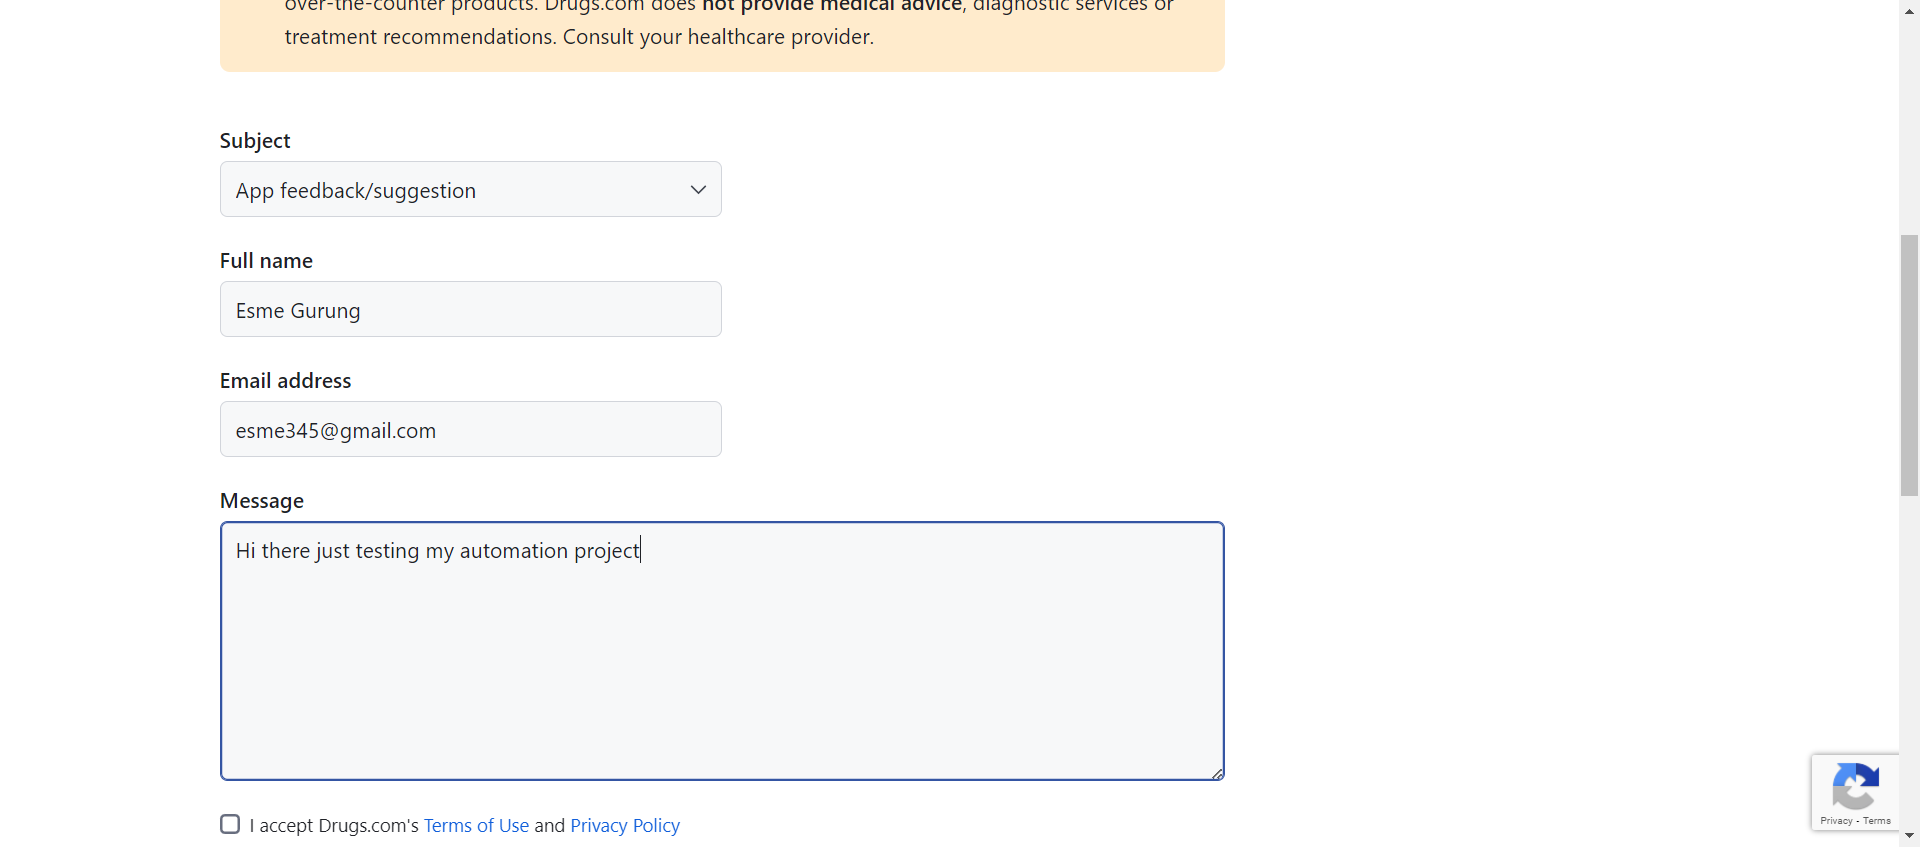 over-the-counter products. Drugs.com does not provide medical advice, diagnostic services or
treatment recommendations. Consult your healthcare provider.
Subject
App feedback/suggestion
Full name
Esme Gurung
Email address
esme345@gmail.com
Message
Hi there just testing my automation project
I accept Drugs.com's Terms of Use and Privacy Policy
Privacy - Terms